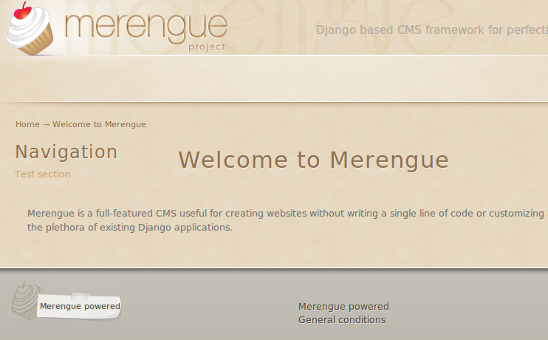 merengue
project
Django based CMS framework for
Home → Welcome to Merengue
Navigation
Welcome to Merengue
Test section
Merengue is a full-featured CMS useful for creating websites without writing a single line of code or customizing
the plethora of existing Django applications.
Merengue powered
Merengue powered
General conditions